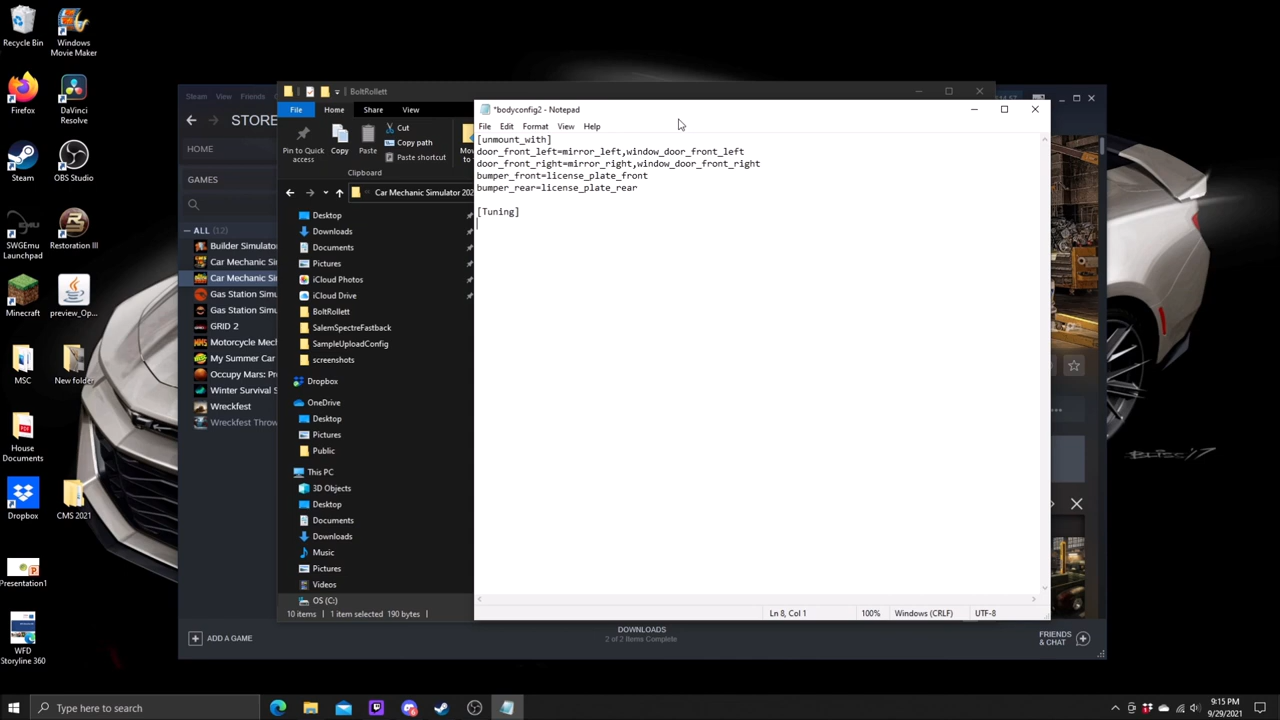 Recycle Bin
Windows Movie Maker
Firefox
DaVinci Resolve
Steam
OBS Studio
SWGEmu Launchpad
Restoration III
Minecraft
preview_Op...
MSC
New folder
House Documents
Dropbox
CMS 2021
Presentation1
WFD Storyline 360
Steam View Friends
STORE
HOME
GAMES
ALL (12)
Builder Simulato
Car Mechanic Si
Car Mechanic Si
Gas Station Simu
Gas Station Simu
GRID 2
Motorcycle Mech
My Summer Car
Occupy Mars: Pr
Winter Survival S
Wreckfest
Wreckfest Throw
ADD A GAME
DOWNLOADS
2 of 2 Items Complete
FRIENDS & CHAT
BoltRollett
File Home Share View
Pin to Quick access
Copy
Paste
Cut
Copy path
Paste shortcut
Clipboard
Car Mechanic Simulator 202
Desktop
Downloads
Documents
Pictures
iCloud Photos
iCloud Drive
BoltRollett
SalemSpectreFastback
SampleUploadConfig
screenshots
Dropbox
OneDrive
Desktop
Pictures
Public
This PC
3D Objects
Desktop
Documents
Downloads
Music
Pictures
Videos
OS (C:)
10 items 1 item selected 190 bytes
*bodyconfig2 - Notepad
File Edit Format View Help
[unmount_with]
door_front_left=mirror_left,window_door_front_left
door_front_right=mirror_right,window_door_front_right
bumper_front=license_plate_front
bumper_rear=license_plate_rear
[Tuning]
Ln 8, Col 1 100% Windows (CRLF) UTF-8
Type here to search
9:15 PM
9/29/2021